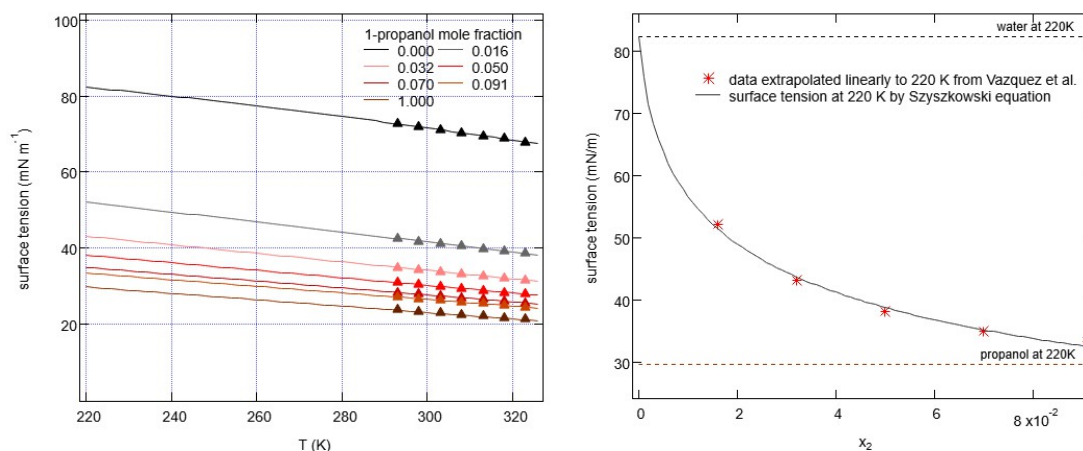 100
80
60
40
20
surface tension (mN m⁻¹)
1-propanol mole fraction
0.000 0.016
0.032 0.050
0.070 0.091
1.000
220 240 260 280 300 320
T (K)
80
70
60
50
40
30
surface tension (mN/m)
water at 220K
data extrapolated linearly to 220 K from Vazquez et al.
surface tension at 220 K by Szyszkowski equation
propanol at 220K
0 2 4 6 8 x10⁻²
x₂